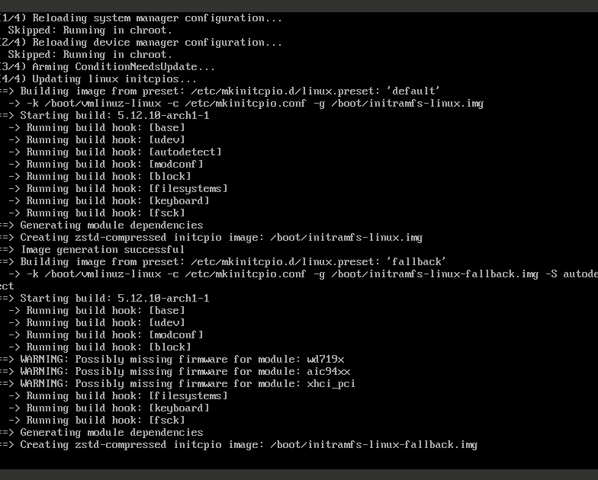 (1/4) Reloading system manager configuration...
Skipped: Running in chroot.
(2/4) Reloading device manager configuration...
Skipped: Running in chroot.
(3/4) Arming ConditionNeedsUpdate...
(4/4) Updating linux initcpios...
==> Building image from preset: /etc/mkinitcpio.d/linux.preset: 'default'
-> -k /boot/vmlinuz-linux -c /etc/mkinitcpio.conf -g /boot/initramfs-linux.img
==> Starting build: 5.12.10-arch1-1
-> Running build hook: [base]
-> Running build hook: [udev]
-> Running build hook: [autodetect]
-> Running build hook: [modconf]
-> Running build hook: [block]
-> Running build hook: [filesystems]
-> Running build hook: [keyboard]
-> Running build hook: [fsck]
==> Generating module dependencies
==> Creating zstd-compressed initcpio image: /boot/initramfs-linux.img
==> Image generation successful
==> Building image from preset: /etc/mkinitcpio.d/linux.preset: 'fallback'
-> -k /boot/vmlinuz-linux -c /etc/mkinitcpio.conf -g /boot/initramfs-linux-fallback.img -S autode
ect
==> Starting build: 5.12.10-arch1-1
-> Running build hook: [base]
-> Running build hook: [udev]
-> Running build hook: [modconf]
-> Running build hook: [block]
==> WARNING: Possibly missing firmware for module: wd719x
==> WARNING: Possibly missing firmware for module: aic94xx
==> WARNING: Possibly missing firmware for module: xhci_pci
-> Running build hook: [filesystems]
-> Running build hook: [keyboard]
-> Running build hook: [fsck]
==> Generating module dependencies
==> Creating zstd-compressed initcpio image: /boot/initramfs-linux-fallback.img